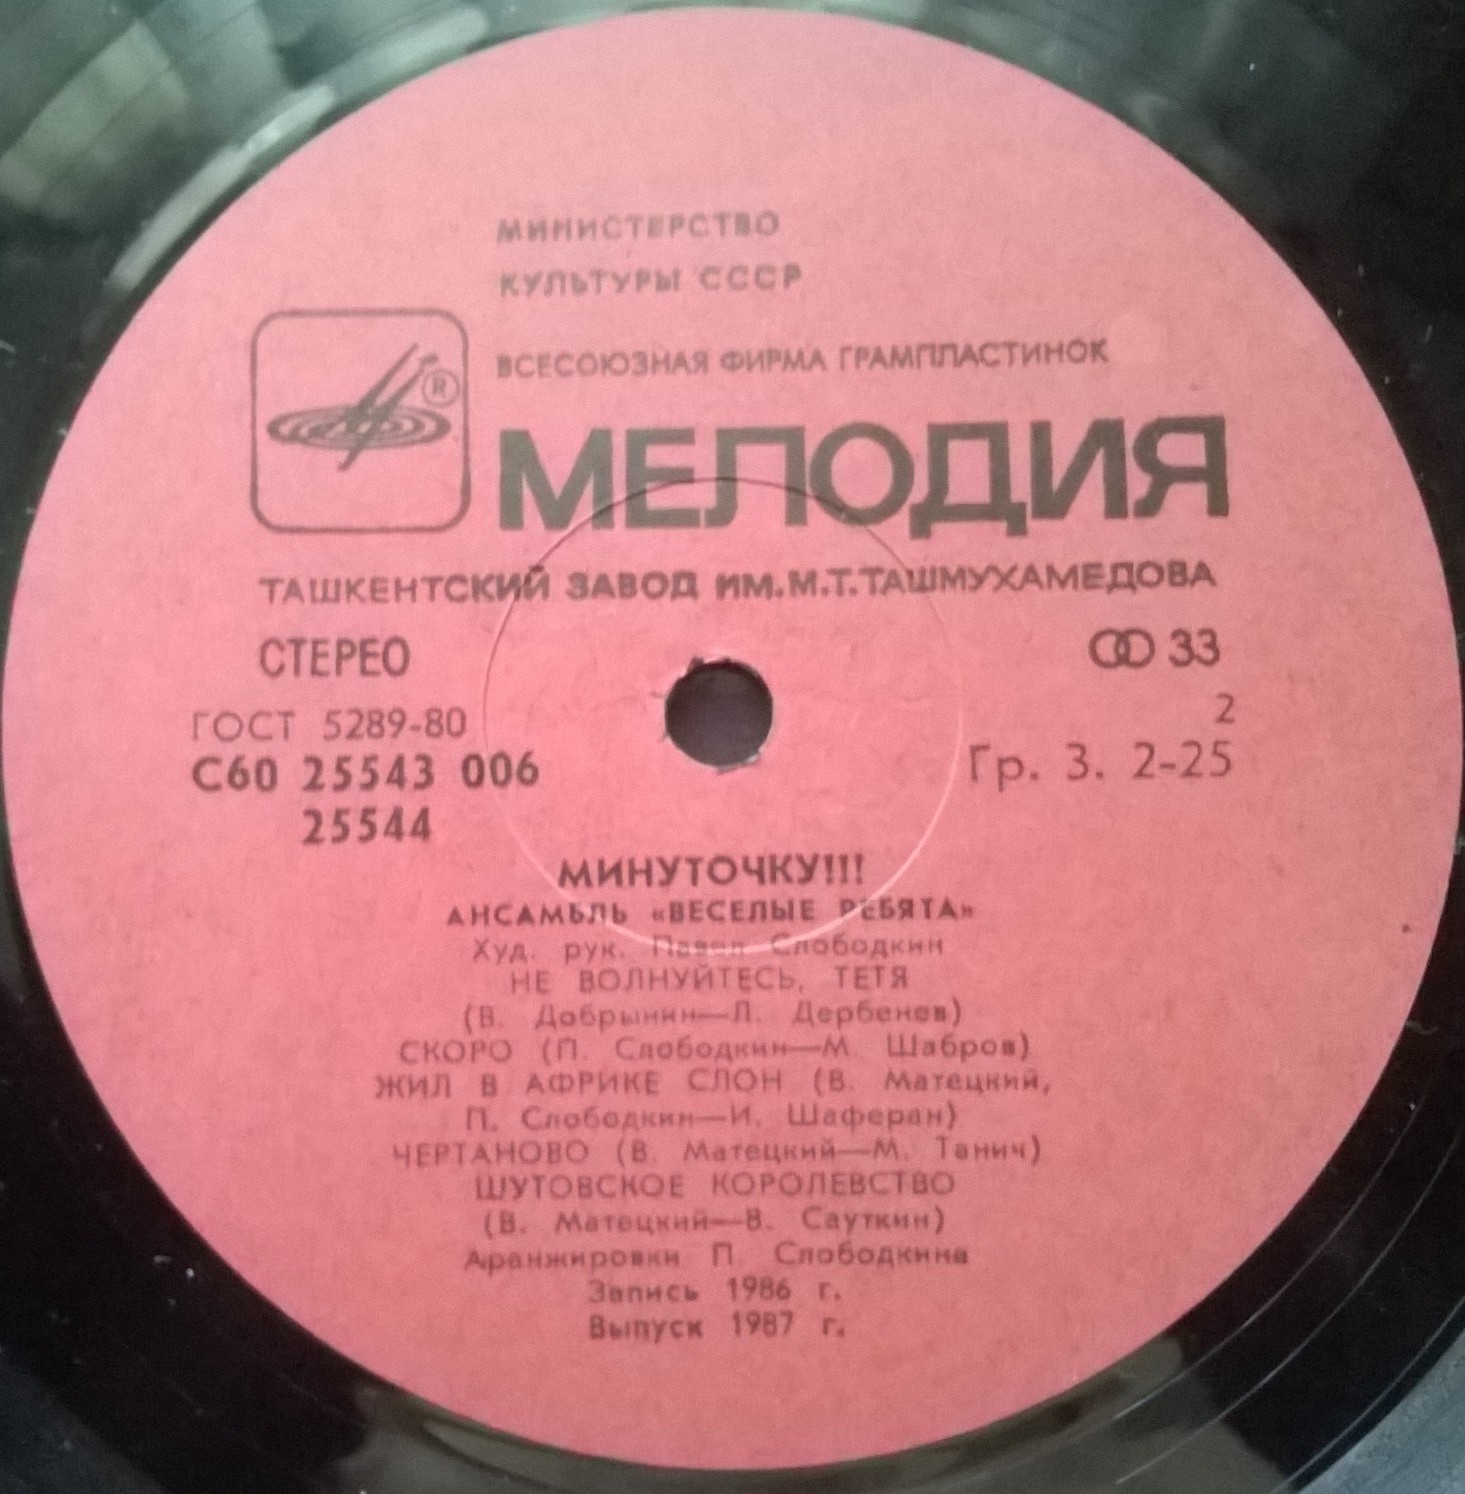 МИНИСТЕРСТВО
КУЛЬТУРЫ СССР
ВСЕСОЮЗНАЯ ФИРМА ГРАМПЛАСТИНОК
®
МЕЛОДИЯ
ТАШКЕНТСКИЙ ЗАВОД ИМ.М.Т.ТАШМУХАМЕДОВА
СТЕРЕО 33
ГОСТ 5289-80 2
С60 25543 006 Гр. 3. 2-25
25544
МИНУТОЧКУ!!!
АНСАМБЛЬ «ВЕСЕЛЫЕ РЕБЯТА»
Худ. рук. Павел Слободкин
НЕ ВОЛНУЙТЕСЬ, ТЕТЯ
(В. Добрынин—Л. Дербенев)
СКОРО (П. Слободкин—М. Шабров)
ЖИЛ В АФРИКЕ СЛОН (В. Матецкий,
П. Слободкин—И. Шаферан)
ЧЕРТАНОВО (В. Матецкий—М. Танич)
ШУТОВСКОЕ КОРОЛЕВСТВО
(В. Матецкий—В. Сауткин)
Аранжировки П. Слободкина
Запись 1986 г.
Выпуск 1987 г.